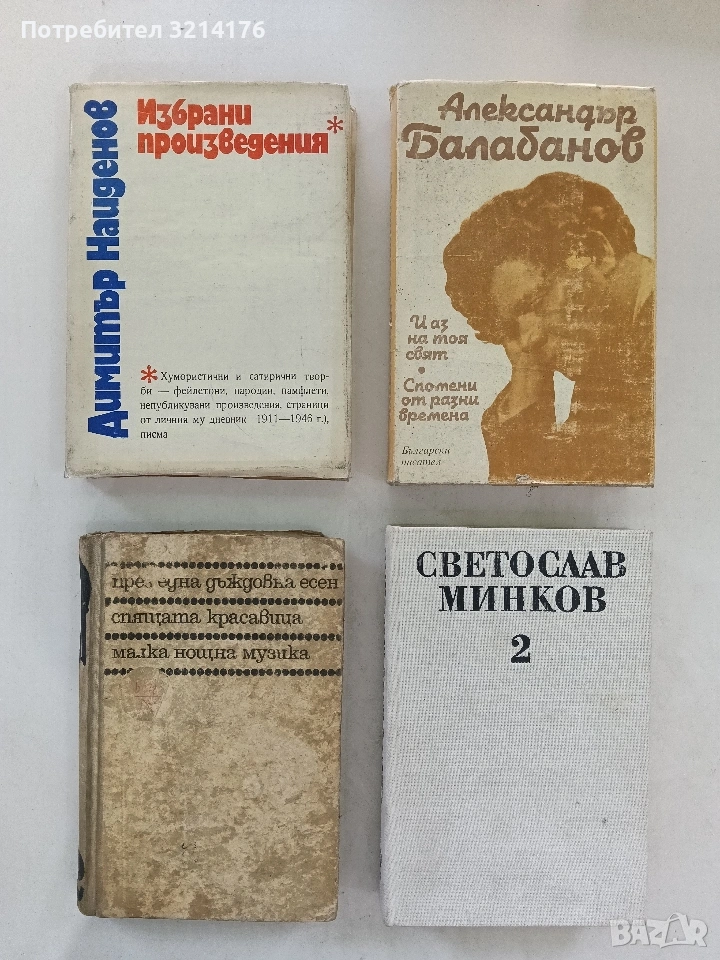 Потребител 3214176
Димитър Найденов
Избрани
произведения*
* Хумористични и сатирични твор-
би — фейлетони, пародии, памфлети,
непубликувани произведения, страници
от личния му дневник 1911—1946 г.),
писма
Александър
Балабанов
И аз
на тоя
свят
•
Спомени
от разни
времена
Български
писател
през една дъждовна есен
спящата красавица
малка нощна музика
СВЕТОСЛАВ
МИНКОВ
2
BAZAR